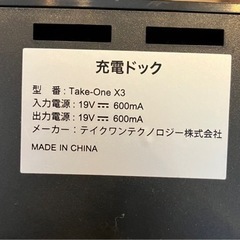 充電ドック
型　番：Take-One X3
入力電源：19V⎓600mA
出力電源：19V⎓600mA
メーカー：テイクワンテクノロジー株式会社
MADE IN CHINA